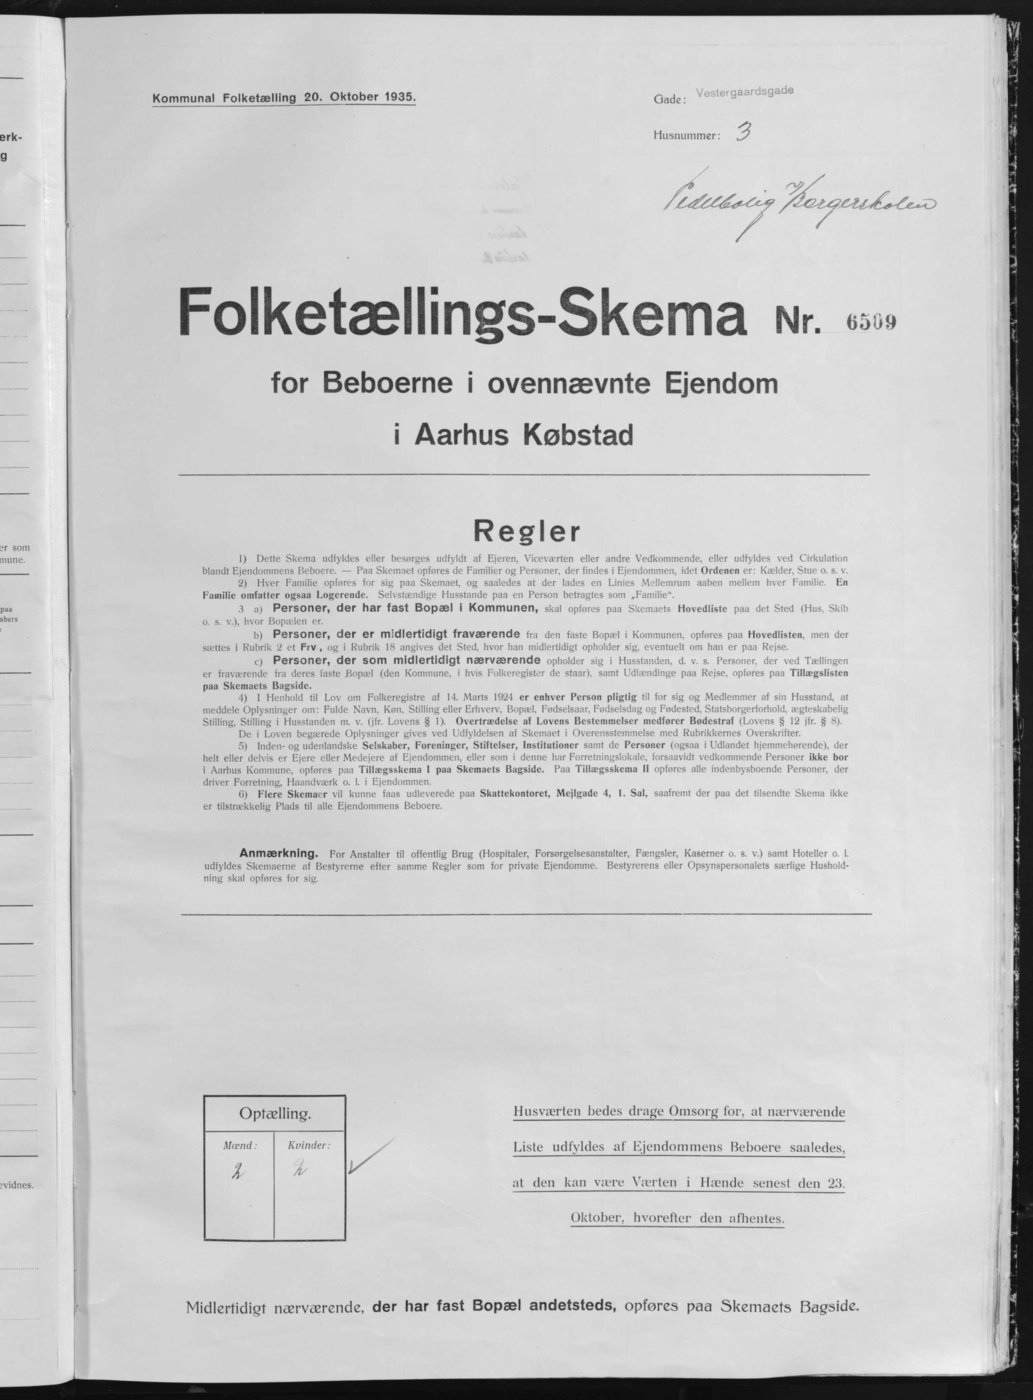 Kommunal Folketælling 20. Oktober 1935.
Gade: Vestergaardsgade
Husnummer: 3
Pedelbolig v/ Borgerskolen
Folketællings-Skema Nr. 6509
for Beboerne i ovennævnte Ejendom
i Aarhus Købstad
Regler
1) Dette Skema udfyldes eller besørges udfyldt af Ejeren, Viceværten eller andre Vedkommende, eller udfyldes ved Cirkulation
blandt Ejendommens Beboere. — Paa Skemaet opføres de Familier og Personer, der findes i Ejendommen, idet Ordenen er: Kælder, Stue o. s. v.
2) Hver Familie opføres for sig paa Skemaet, og saaledes at der lades en Linies Mellemrum aaben mellem hver Familie. En
Familie omfatter ogsaa Logerende. Selvstændige Husstande paa en Person betragtes som „Familie“.
3 a) Personer, der har fast Bopæl i Kommunen, skal opføres paa Skemaets Hovedliste paa det Sted (Hus, Skib
o. s. v.), hvor Bopælen er.
b) Personer, der er midlertidigt fraværende fra den faste Bopæl i Kommunen, opføres paa Hovedlisten, men der
sættes i Rubrik 2 et Frv., og i Rubrik 18 angives det Sted, hvor han midlertidigt opholder sig, eventuelt om han er paa Rejse.
c) Personer, der som midlertidigt nærværende opholder sig i Husstanden, d. v. s. Personer, der ved Tællingen
er fraværende fra deres faste Bopæl (den Kommune, i hvis Folkeregister de staar), samt Udlændinge paa Rejse, opføres paa Tillægslisten
paa Skemaets Bagside.
4) I Henhold til Lov om Folkeregistre af 14. Marts 1924 er enhver Person pligtig til for sig og Medlemmer af sin Husstand, at
meddele Oplysninger om: Fulde Navn, Køn, Stilling eller Erhverv, Bopæl, Fødselsaar, Fødselsdag og Fødested, Statsborgerforhold, ægteskabelig
Stilling, Stilling i Husstanden m. v. (jfr. Lovens § 1). Overtrædelse af Lovens Bestemmelser medfører Bødestraf (Lovens § 12 jfr. § 8).
De i Loven begærede Oplysninger gives ved Udfyldelsen af Skemaet i Overensstemmelse med Rubrikkernes Overskrifter.
5) Inden- og udenlandske Selskaber, Foreninger, Stiftelser, Institutioner samt de Personer (ogsaa i Udlandet hjemmehørende), der
helt eller delvis er Ejere eller Medejere af Ejendommen, eller som i denne har Forretningslokale, forsaavidt vedkommende Personer ikke bor
i Aarhus Kommune, opføres paa Tillægsskema I paa Skemaets Bagside. Paa Tillægsskema II opføres alle indenbysboende Personer, der
driver Forretning, Haandværk o. l. i Ejendommen.
6) Flere Skemaer vil kunne faas udleverede paa Skattekontoret, Mejlgade 4, 1. Sal, saafremt der paa det tilsendte Skema ikke
er tilstrækkelig Plads til alle Ejendommens Beboere.
Anmærkning. For Anstalter til offentlig Brug (Hospitaler, Forsørgelsesanstalter, Fængsler, Kaserner o. s. v.) samt Hoteller o. l.
udfyldes Skemaerne af Bestyrerne efter samme Regler som for private Ejendomme. Bestyrerens eller Opsynspersonalets særlige Hushold-
ning skal opføres for sig.
Optælling.
Mænd: Kvinder:
2 2
Husværten bedes drage Omsorg for, at nærværende
Liste udfyldes af Ejendommens Beboere saaledes,
at den kan være Værten i Hænde senest den 23.
Oktober, hvorefter den afhentes.
Midlertidigt nærværende, der har fast Bopæl andetsteds, opføres paa Skemaets Bagside.